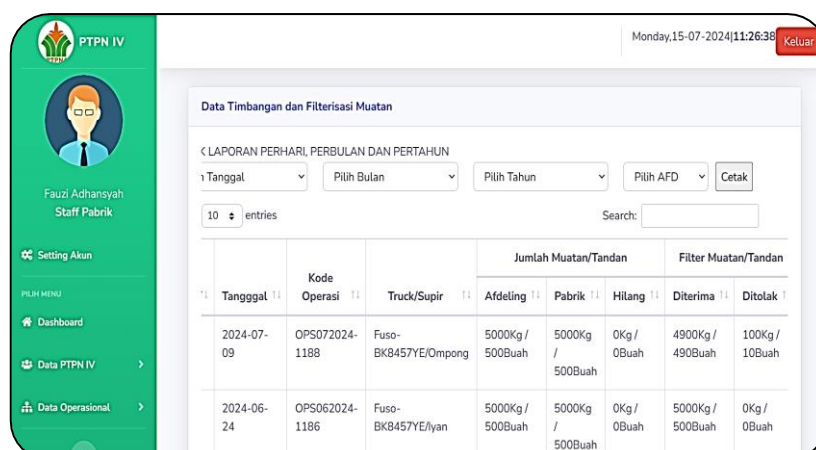 PTPN IV
Monday,15-07-2024|11:26:38
Keluar
Fauzi Adhansyah
Staff Pabrik
Setting Akun
PILIH MENU
Dashboard
Data PTPN IV
Data Operasional
Data Timbangan dan Filterisasi Muatan
LAPORAN PERHARI, PERBULAN DAN PERTAHUN
Tanggal Pilih Bulan Pilih Tahun Pilih AFD Cetak
10 entries Search:
Jumlah Muatan/Tandan Filter Muatan/Tandan
Tangggal Kode Operasi Truck/Supir Afdeling Pabrik Hilang Diterima Ditolak
2024-07-09 OPS072024-1188 Fuso-BK8457YE/Ompong 5000Kg / 500Buah 5000Kg / 500Buah 0Kg / 0Buah 4900Kg / 490Buah 100Kg / 10Buah
2024-06-24 OPS062024-1186 Fuso-BK8457YE/Iyan 5000Kg / 500Buah 5000Kg / 500Buah 0Kg / 0Buah 5000Kg / 500Buah 0Kg / 0Buah